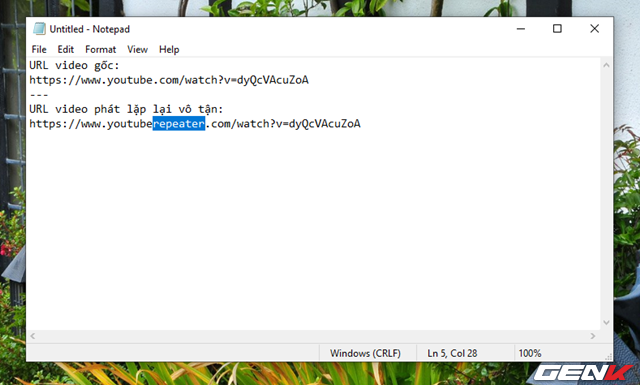 Untitled - Notepad
File Edit Format View Help
URL video gốc:
https://www.youtube.com/watch?v=dyQcVAcuZoA
---
URL video phát lặp lại vô tận:
https://www.youtuberepeater.com/watch?v=dyQcVAcuZoA
Windows (CRLF) Ln 5, Col 28 100%
GENK